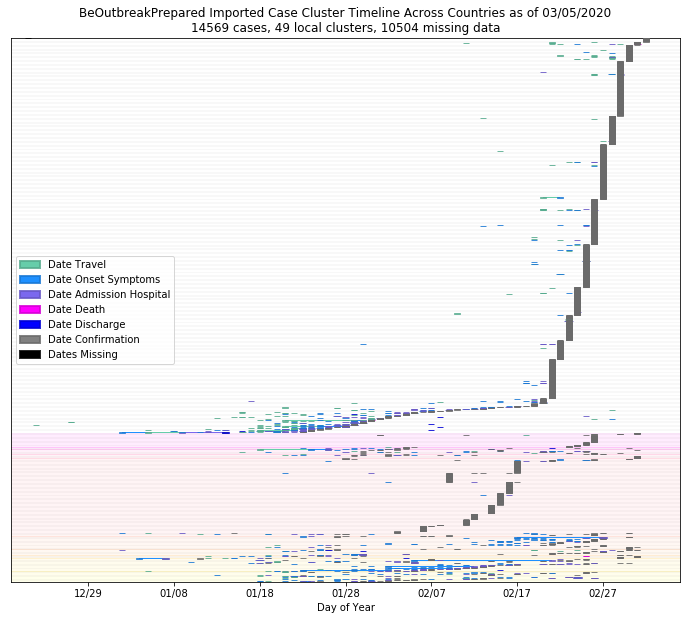 BeOutbreakPrepared Imported Case Cluster Timeline Across Countries as of 03/05/2020
14569 cases, 49 local clusters, 10504 missing data
Date Travel
Date Onset Symptoms
Date Admission Hospital
Date Death
Date Discharge
Date Confirmation
Dates Missing
12/29 01/08 01/18 01/28 02/07 02/17 02/27
Day of Year